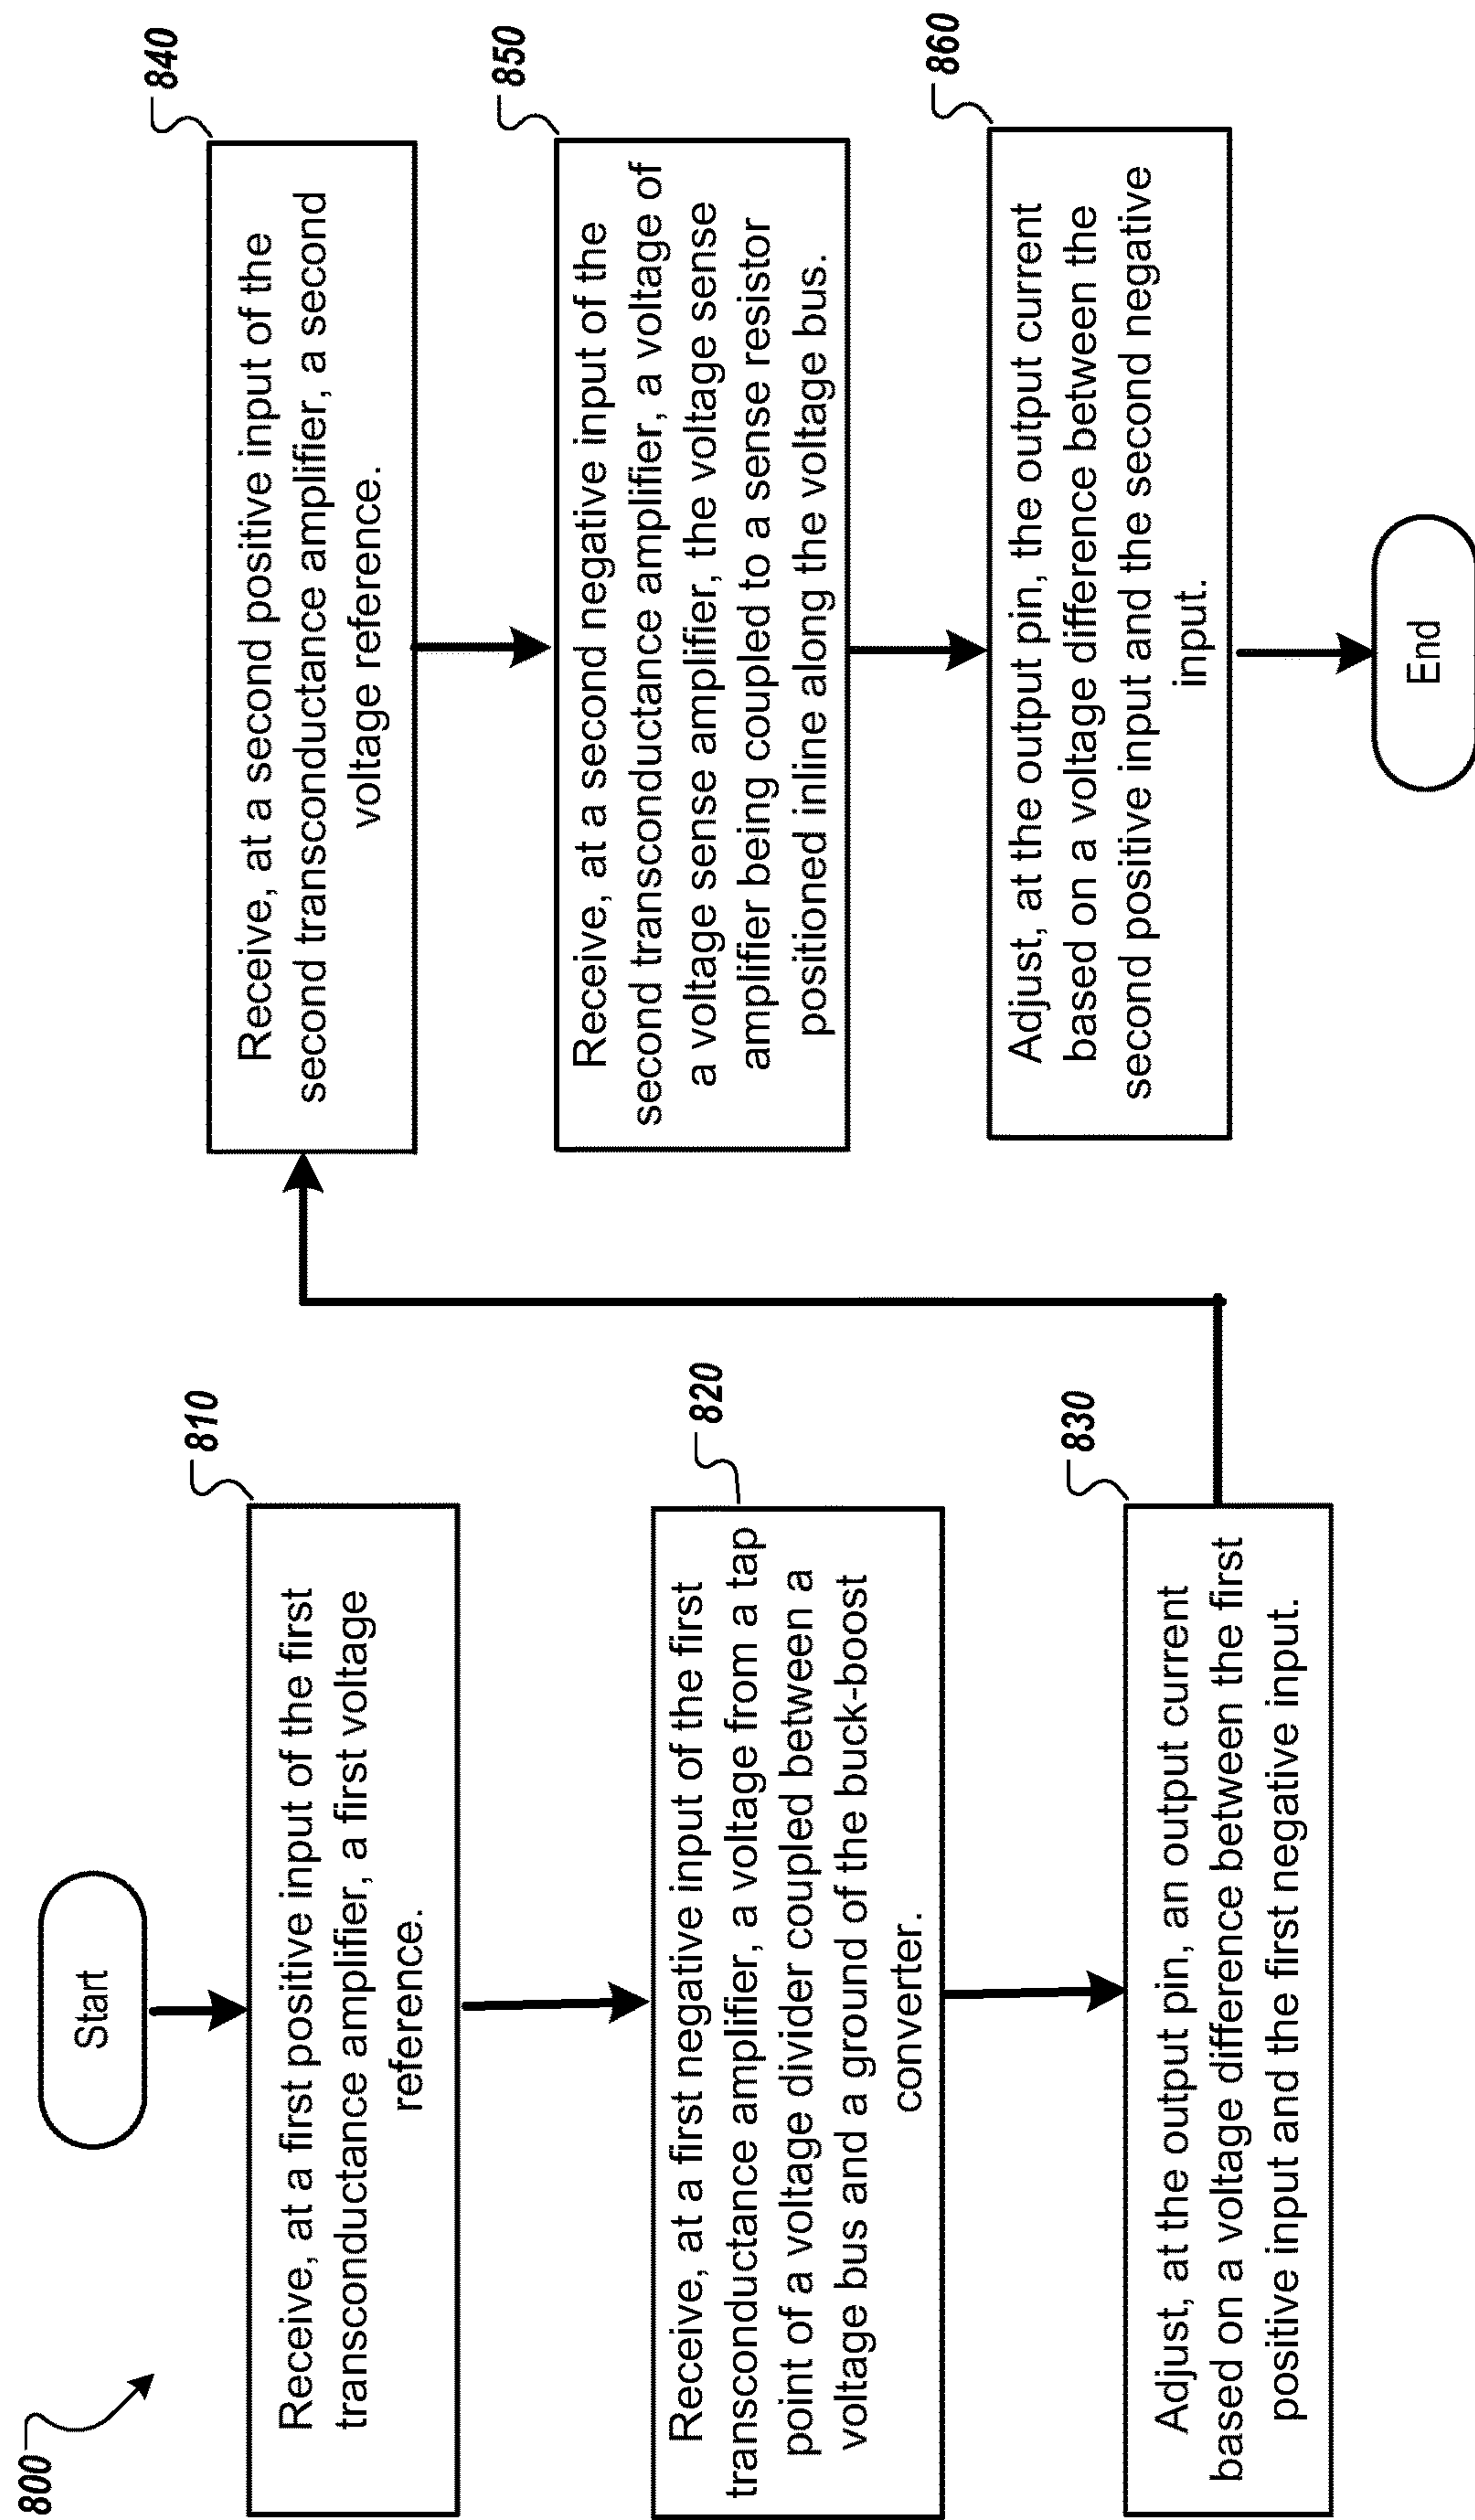 800
Start
810
Receive, at a first positive input of the first
transconductance amplifier, a first voltage
reference.
820
Receive, at a first negative input of the first
transconductance amplifier, a voltage from a tap
point of a voltage divider coupled between a
voltage bus and a ground of the buck-boost
converter.
830
Adjust, at the output pin, an output current
based on a voltage difference between the first
positive input and the first negative input.
840
Receive, at a second positive input of the
second transconductance amplifier, a second
voltage reference.
850
Receive, at a second negative input of the
second transconductance amplifier, a voltage of
a voltage sense amplifier, the voltage sense
amplifier being coupled to a sense resistor
positioned inline along the voltage bus.
860
Adjust, at the output pin, the output current
based on a voltage difference between the
second positive input and the second negative
input.
End